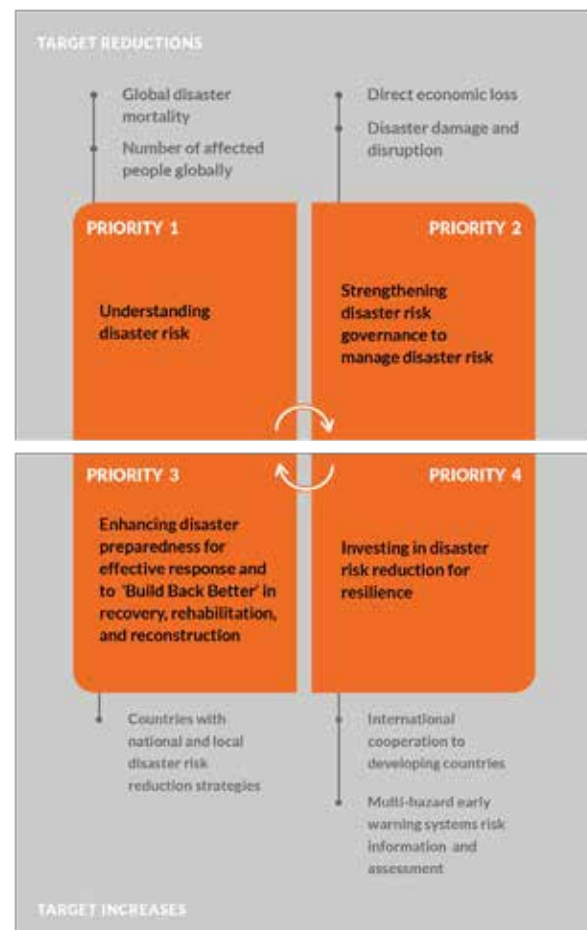 TARGET REDUCTIONS
Global disaster
mortality
Number of affected
people globally
Direct economic loss
Disaster damage and
disruption
PRIORITY 1
Understanding
disaster risk
PRIORITY 2
Strengthening
disaster risk
governance to
manage disaster risk
PRIORITY 3
Enhancing disaster
preparedness for
effective response and
to 'Build Back Better' in
recovery, rehabilitation,
and reconstruction
PRIORITY 4
Investing in disaster
risk reduction for
resilience
Countries with
national and local
disaster risk
reduction strategies
International
cooperation to
developing countries
Multi-hazard early
warning systems risk
information and
assessment
TARGET INCREASES